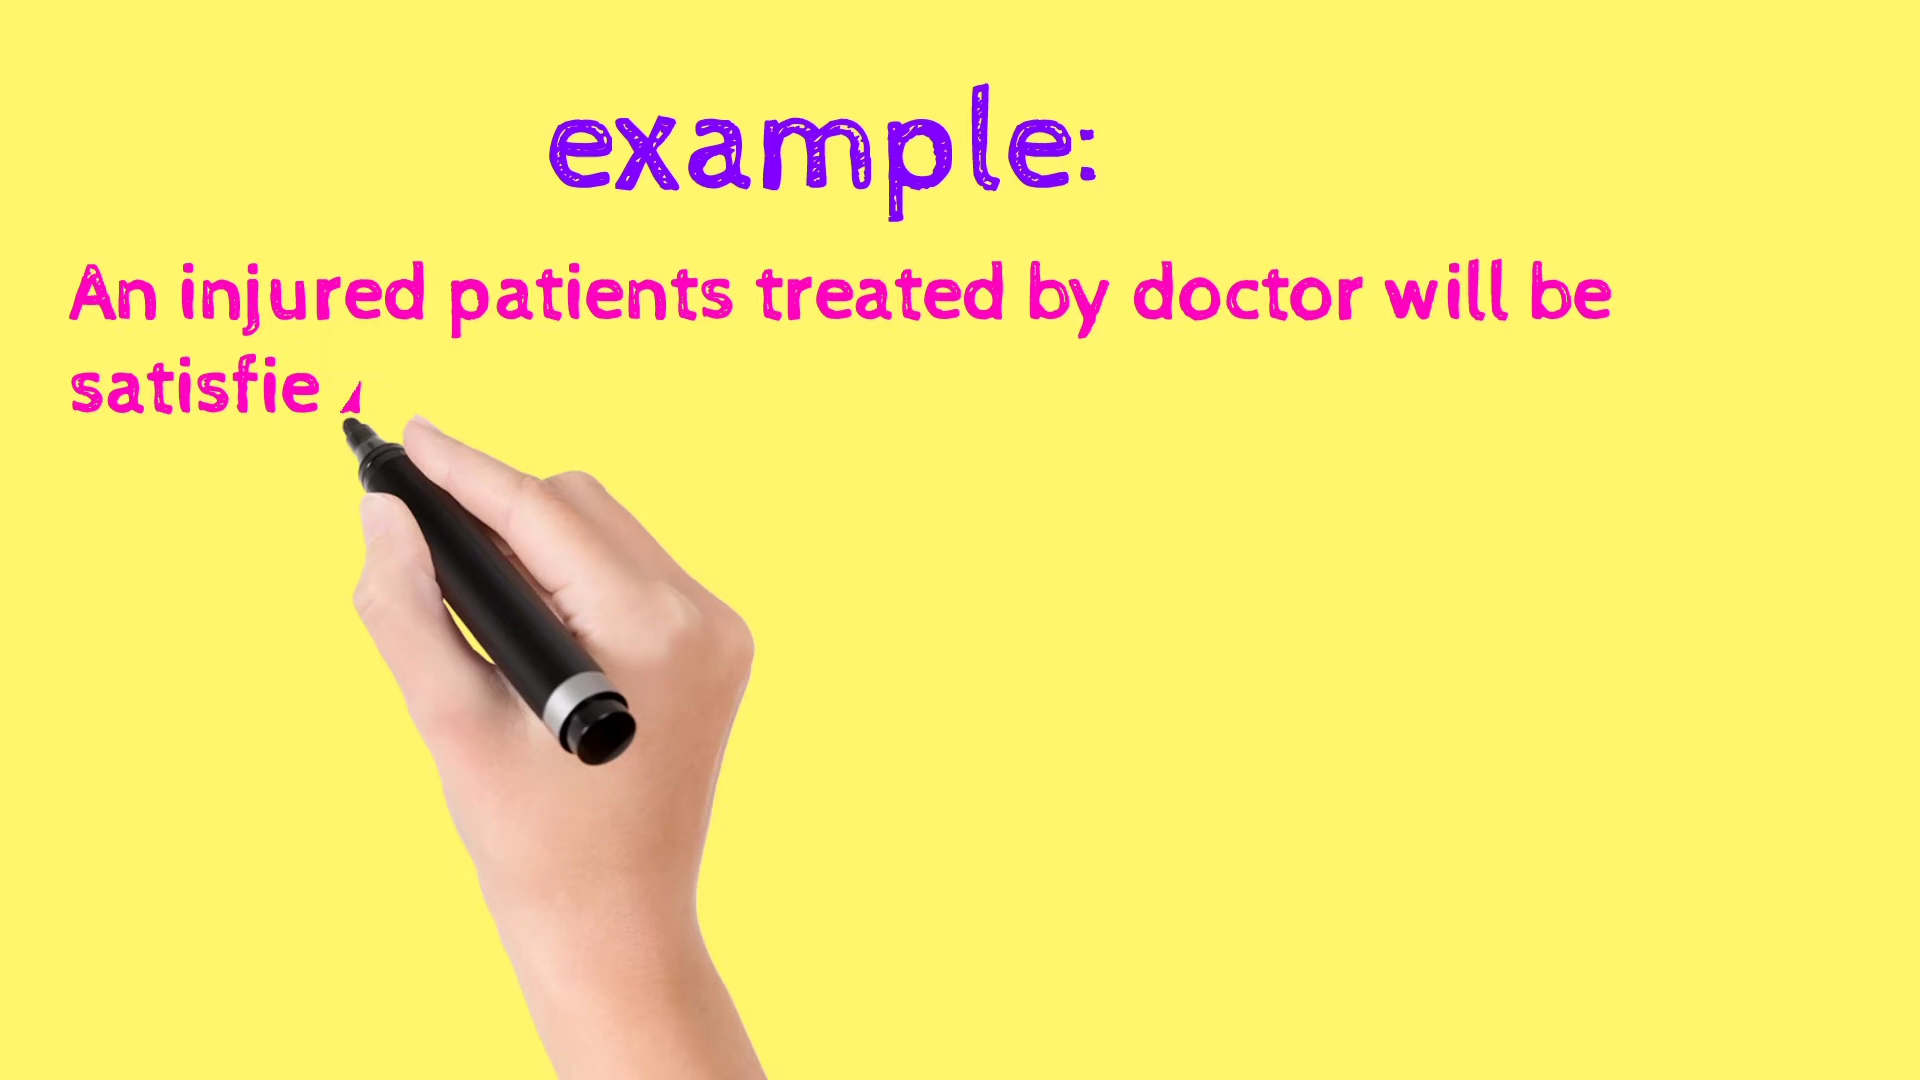 example:
An injured patients treated by doctor will be
satisfie